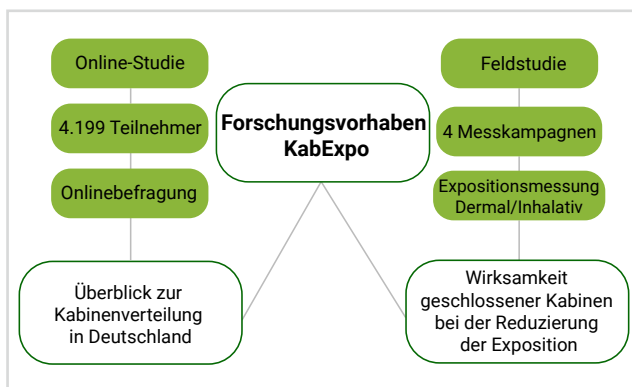 Online-Studie
4.199 Teilnehmer
Onlinebefragung
Überblick zur
Kabinenverteilung
in Deutschland
Forschungsvorhaben
KabExpo
Feldstudie
4 Messkampagnen
Expositionsmessung
Dermal/Inhalativ
Wirksamkeit
geschlossener Kabinen
bei der Reduzierung
der Exposition